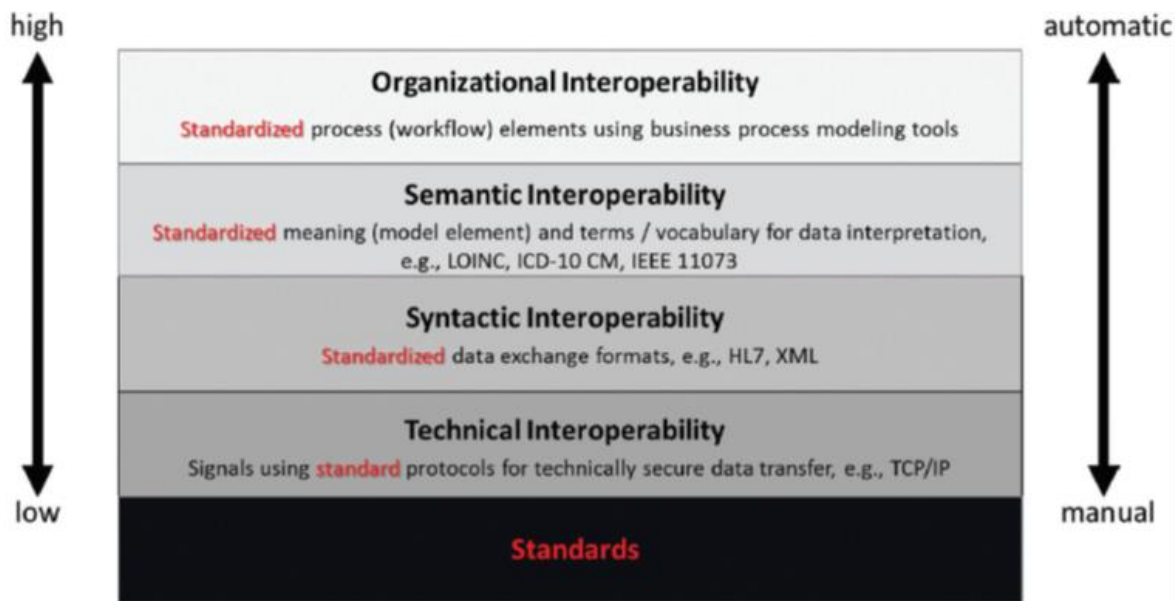 high
automatic
Organizational Interoperability
Standardized process (workflow) elements using business process modeling tools
Semantic Interoperability
Standardized meaning (model element) and terms / vocabulary for data interpretation,
e.g., LOINC, ICD-10 CM, IEEE 11073
Syntactic Interoperability
Standardized data exchange formats, e.g., HL7, XML
Technical Interoperability
Signals using standard protocols for technically secure data transfer, e.g., TCP/IP
low
manual
Standards